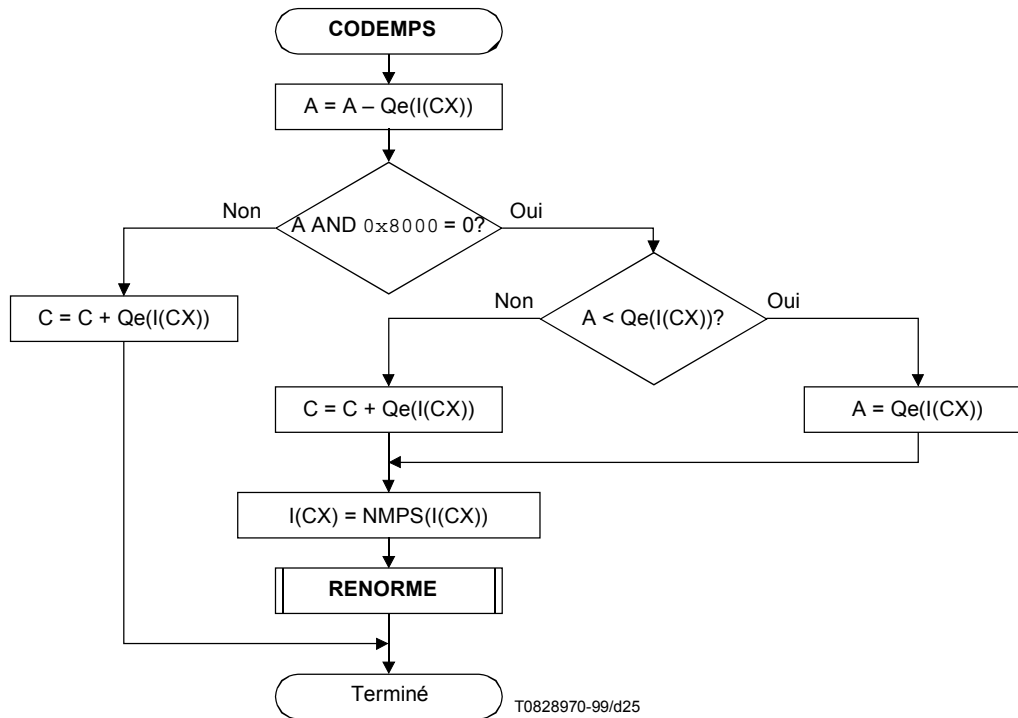 CODEMPS
A = A – Qe(I(CX))
Non
A AND 0x8000 = 0?
Oui
C = C + Qe(I(CX))
Non
A < Qe(I(CX))?
Oui
C = C + Qe(I(CX))
A = Qe(I(CX))
I(CX) = NMPS(I(CX))
RENORME
Terminé
T0828970-99/d25